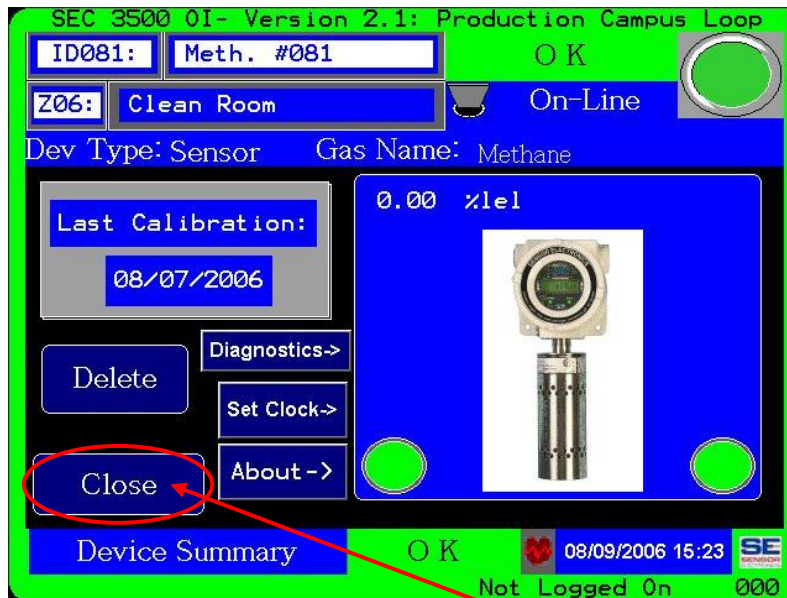 SEC 3500 OI- Version 2.1: Production Campus Loop
ID081: Meth. #081 OK
Z06: Clean Room On-Line
Dev Type: Sensor Gas Name: Methane
Last Calibration:
08/07/2006
0.00 %lel
Diagnostics->
Delete
Set Clock->
About->
Close
Device Summary OK 08/09/2006 15:23 SE
SENSOR
Not Logged On 000